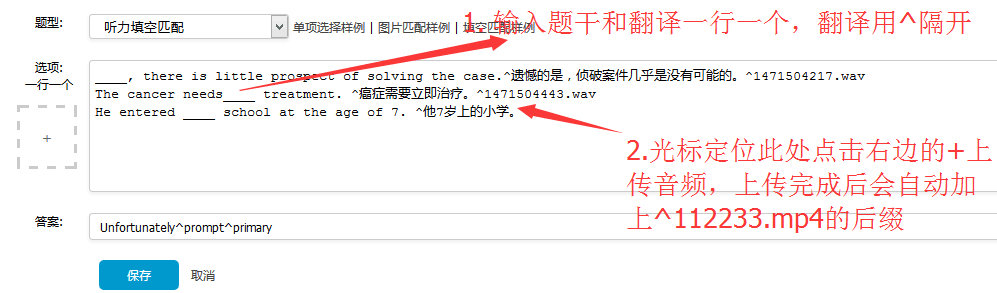 题型:
听力填空匹配
单项选择样例 | 图片匹配样例 | 填空匹配样例
1. 输入题干和翻译一行一个，翻译用^隔开
选项:
一行一个
+
____, there is little prospect of solving the case.^遗憾的是，侦破案件几乎是没有可能的。^1471504217.wav
The cancer needs____ treatment. ^癌症需要立即治疗。^1471504443.wav
He entered ____ school at the age of 7. ^他7岁上的小学。
2.光标定位此处点击右边的+上
传音频，上传完成后会自动加
上^112233.mp4的后缀
答案:
Unfortunately^prompt^primary
保存
取消